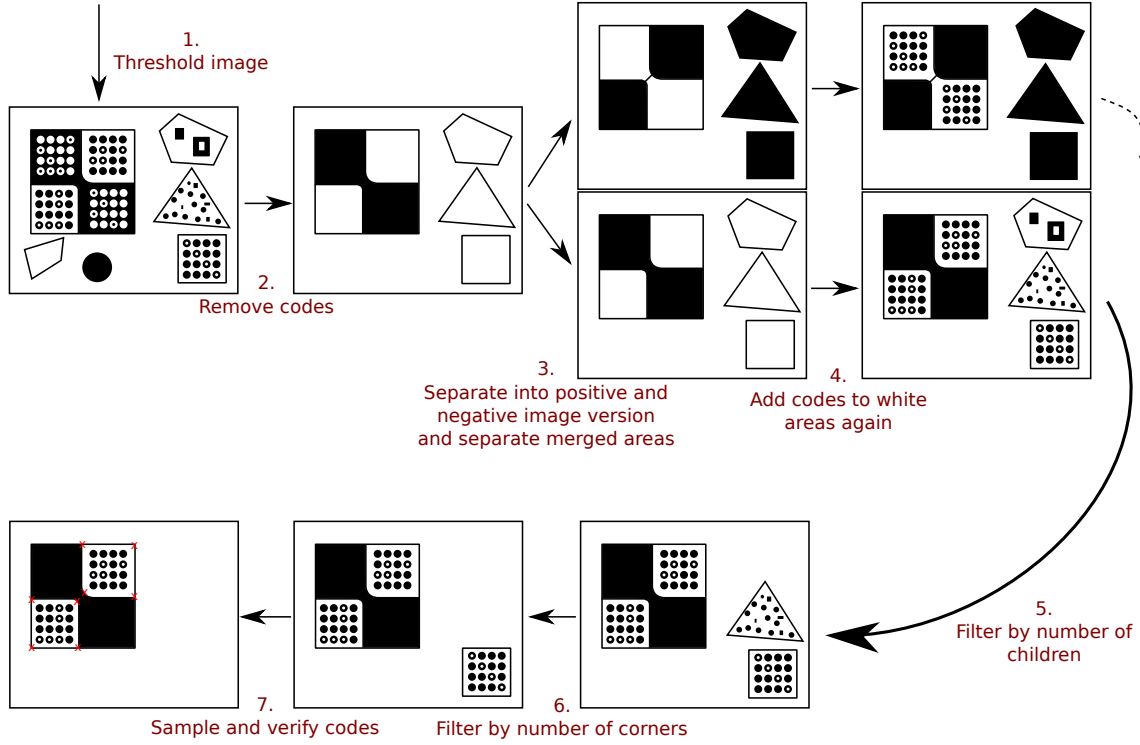 1.
Threshold image
2.
Remove codes
3.
Separate into positive and
negative image version
and separate merged areas
4.
Add codes to white
areas again
5.
Filter by number of
children
6.
Filter by number of corners
7.
Sample and verify codes